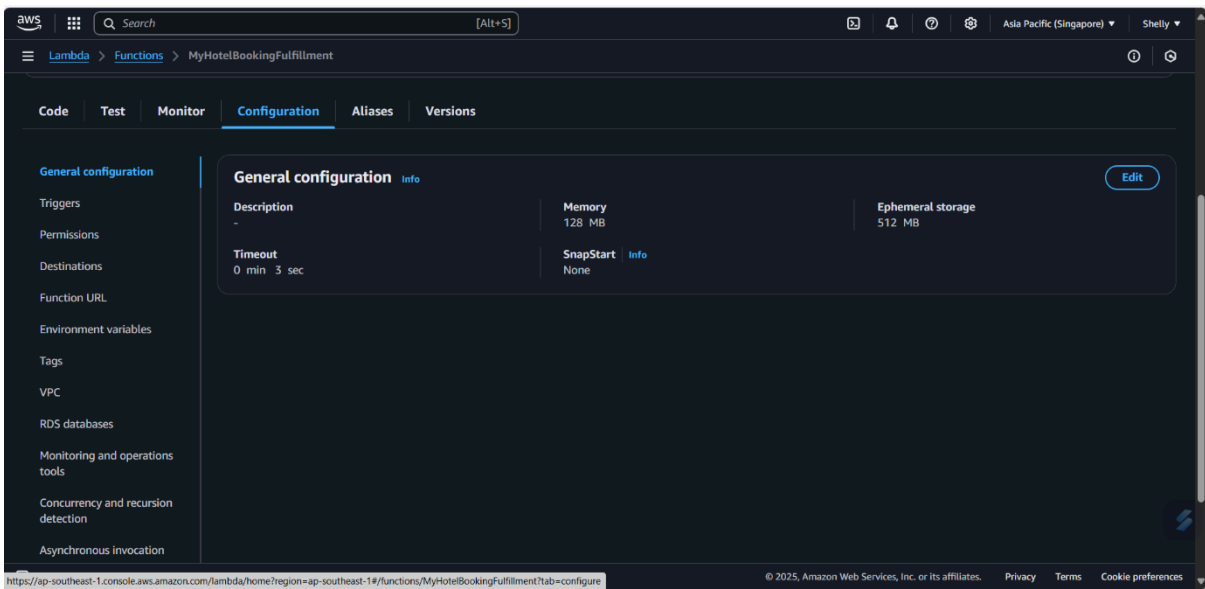 aws
Search [Alt+S]
Asia Pacific (Singapore) ▼ Shelly ▼
Lambda > Functions > MyHotelBookingFulfillment
Code Test Monitor Configuration Aliases Versions
General configuration
Triggers
Permissions
Destinations
Function URL
Environment variables
Tags
VPC
RDS databases
Monitoring and operations
tools
Concurrency and recursion
detection
Asynchronous invocation
General configuration Info
Edit
Description
-
Memory
128 MB
Ephemeral storage
512 MB
Timeout
0 min 3 sec
SnapStart Info
None
https://ap-southeast-1.console.aws.amazon.com/lambda/home?region=ap-southeast-1#/functions/MyHotelBookingFulfillment?tab=configure
© 2025, Amazon Web Services, Inc. or its affiliates. Privacy Terms Cookie preferences